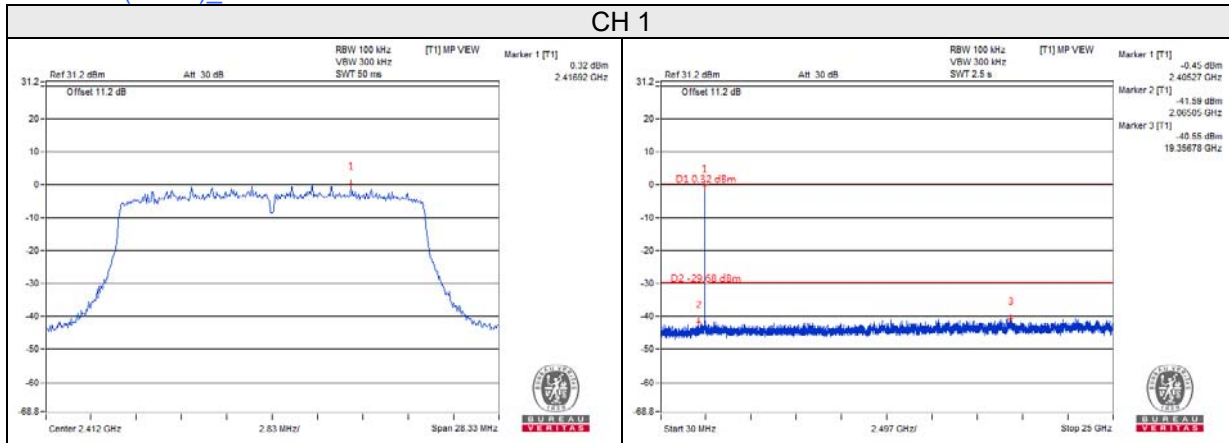 CH 1
RBW 100 kHz
VBW 300 kHz
SWT 50 ms
[T1] MP VIEW
Marker 1 [T1]
0.32 dBm
2.41692 GHz
Ref 31.2 dBm
Att 30 dB
Offset 11.2 dB
31.2
20
10
1
0
-10
-20
-30
-40
-50
-60
-68.8
Center 2.412 GHz
2.83 MHz/
Span 28.33 MHz
BUREAU
VERITAS
RBW 100 kHz
VBW 300 kHz
SWT 2.5 s
[T1] MP VIEW
Marker 1 [T1]
-0.45 dBm
2.40527 GHz
Marker 2 [T1]
-41.59 dBm
2.06505 GHz
Marker 3 [T1]
-40.55 dBm
19.35678 GHz
Ref 31.2 dBm
Att 30 dB
Offset 11.2 dB
31.2
20
10
1
0
D1 0.32 dBm
-10
-20
D2 -29.68 dBm
-30
2
3
-40
1
-50
-60
-68.8
Start 30 MHz
2.497 GHz/
Stop 25 GHz
BUREAU
VERITAS